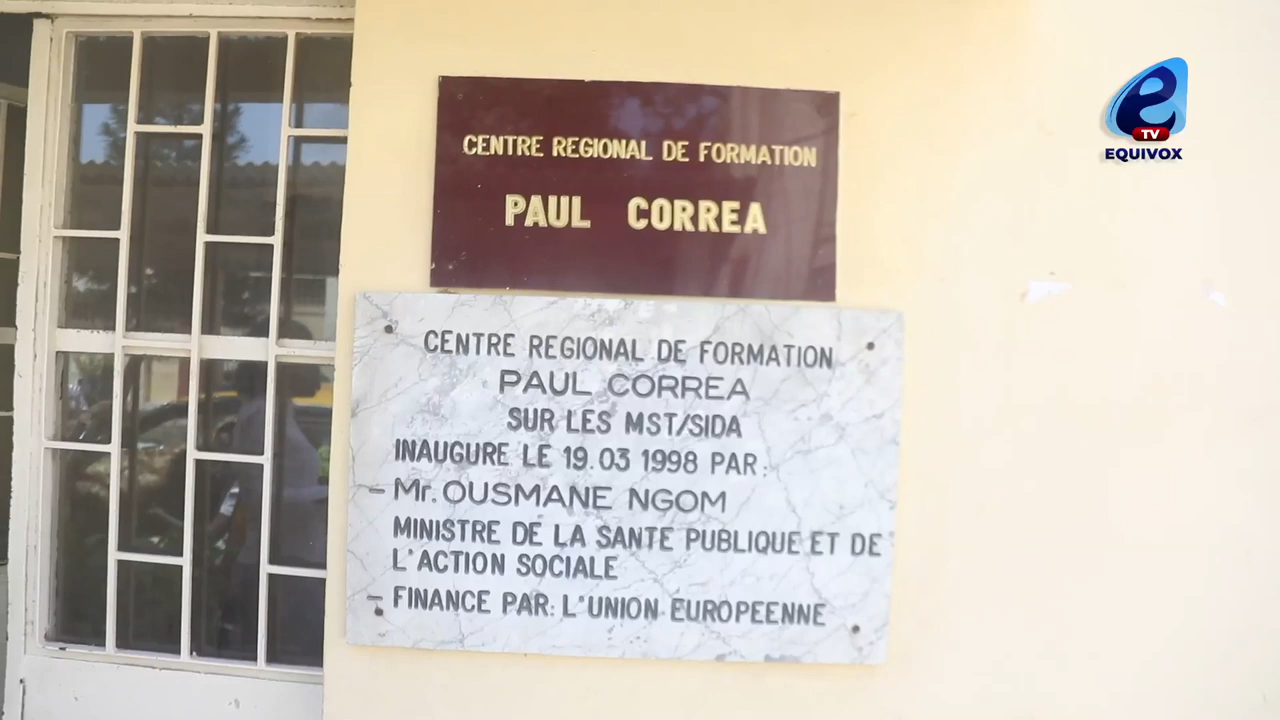 CENTRE REGIONAL DE FORMATION
PAUL CORREA
CENTRE REGIONAL DE FORMATION
PAUL CORREA
SUR LES MST/SIDA
INAUGURE LE 19.03 1998 PAR:
- Mr. OUSMANE NGOM
MINISTRE DE LA SANTE PUBLIQUE ET DE
L'ACTION SOCIALE
- FINANCE PAR: L'UNION EUROPEENNE
e
TV
EQUIVOX